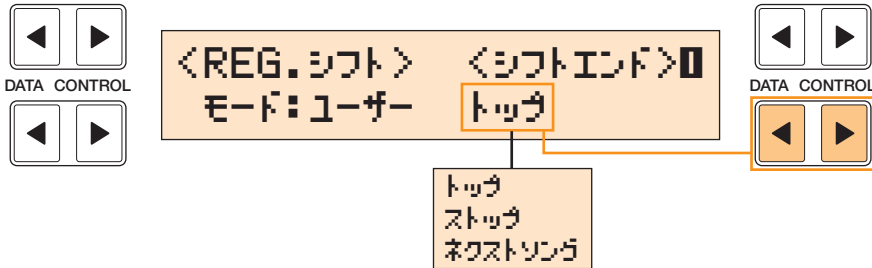 <REG.シフト> <シフトエンド>
モード:ユーザー トップ
DATA CONTROL
DATA CONTROL
トップ
ストップ
ネクストソング